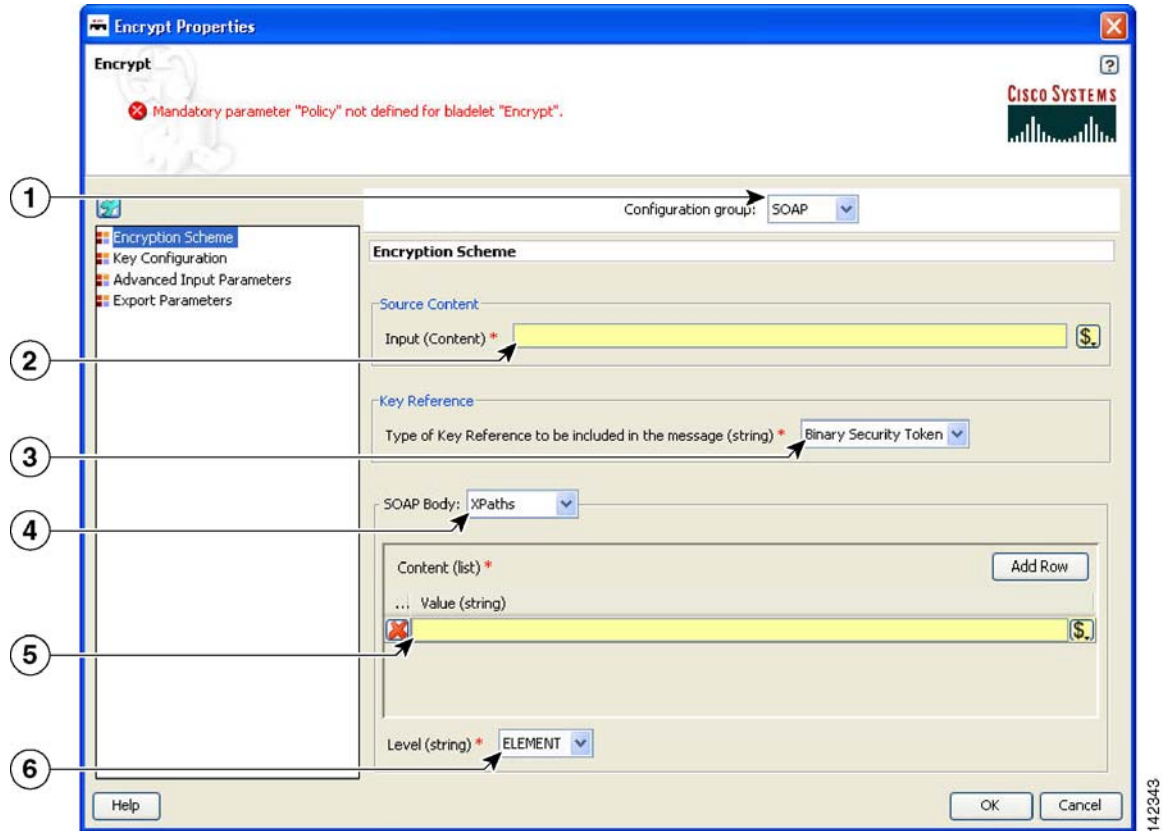 Encrypt Properties
Encrypt
?
Mandatory parameter "Policy" not defined for bladelet "Encrypt".
CISCO SYSTEMS
1
Configuration group: SOAP
Encryption Scheme
Key Configuration
Advanced Input Parameters
Export Parameters
Encryption Scheme
Source Content
2
Input (Content) *
$
Key Reference
3
Type of Key Reference to be included in the message (string) * Binary Security Token
4
SOAP Body: XPaths
Content (list) * Add Row
... Value (string)
5
$
6
Level (string) * ELEMENT
Help
OK
Cancel
142343